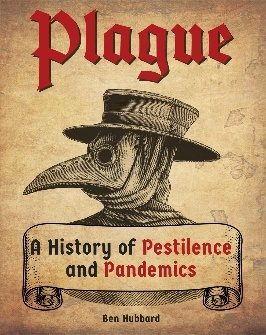 Plague
A History of Pestilence
and Pandemics
Ben Hubbard